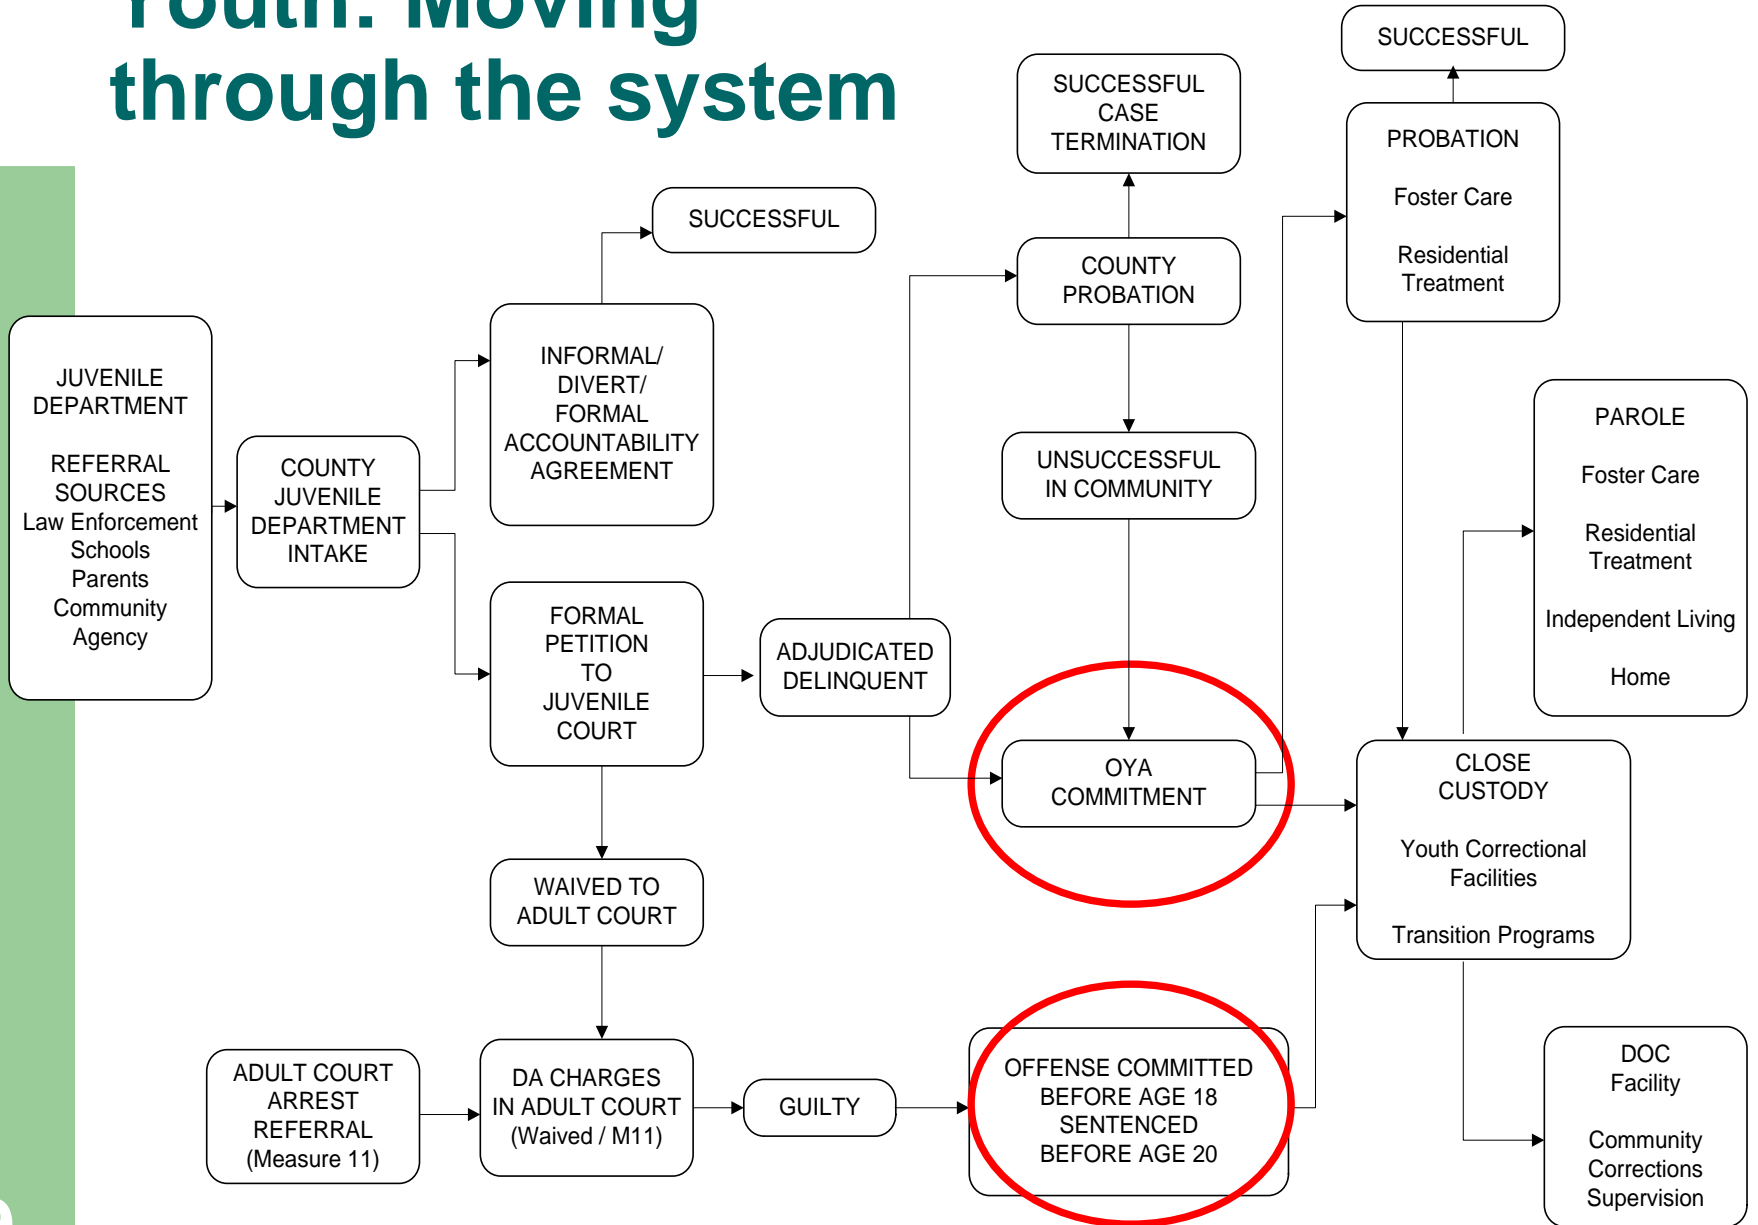 Youth: Moving
through the system
SUCCESSFUL
SUCCESSFUL
CASE
TERMINATION
PROBATION
Foster Care
Residential
Treatment
SUCCESSFUL
COUNTY
PROBATION
JUVENILE
DEPARTMENT
REFERRAL
SOURCES
Law Enforcement
Schools
Parents
Community
Agency
COUNTY
JUVENILE
DEPARTMENT
INTAKE
INFORMAL/
DIVERT/
FORMAL
ACCOUNTABILITY
AGREEMENT
UNSUCCESSFUL
IN COMMUNITY
PAROLE
Foster Care
Residential
Treatment
Independent Living
Home
FORMAL
PETITION
TO
JUVENILE
COURT
ADJUDICATED
DELINQUENT
OYA
COMMITMENT
CLOSE
CUSTODY
Youth Correctional
Facilities
Transition Programs
WAIVED TO
ADULT COURT
ADULT COURT
ARREST
REFERRAL
(Measure 11)
DA CHARGES
IN ADULT COURT
(Waived / M11)
GUILTY
OFFENSE COMMITTED
BEFORE AGE 18
SENTENCED
BEFORE AGE 20
DOC
Facility
Community
Corrections
Supervision